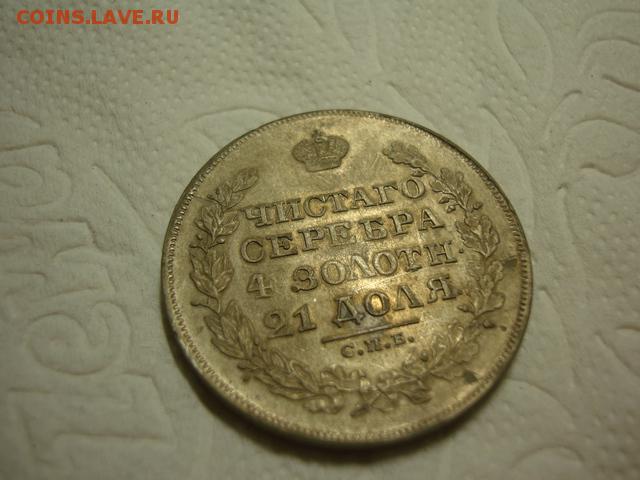 COINS.LAVE.RU
ЧИСТАГО
СЕРЕБРА
4 ЗОЛОТН.
21 ДОЛЯ
С.П.Б.